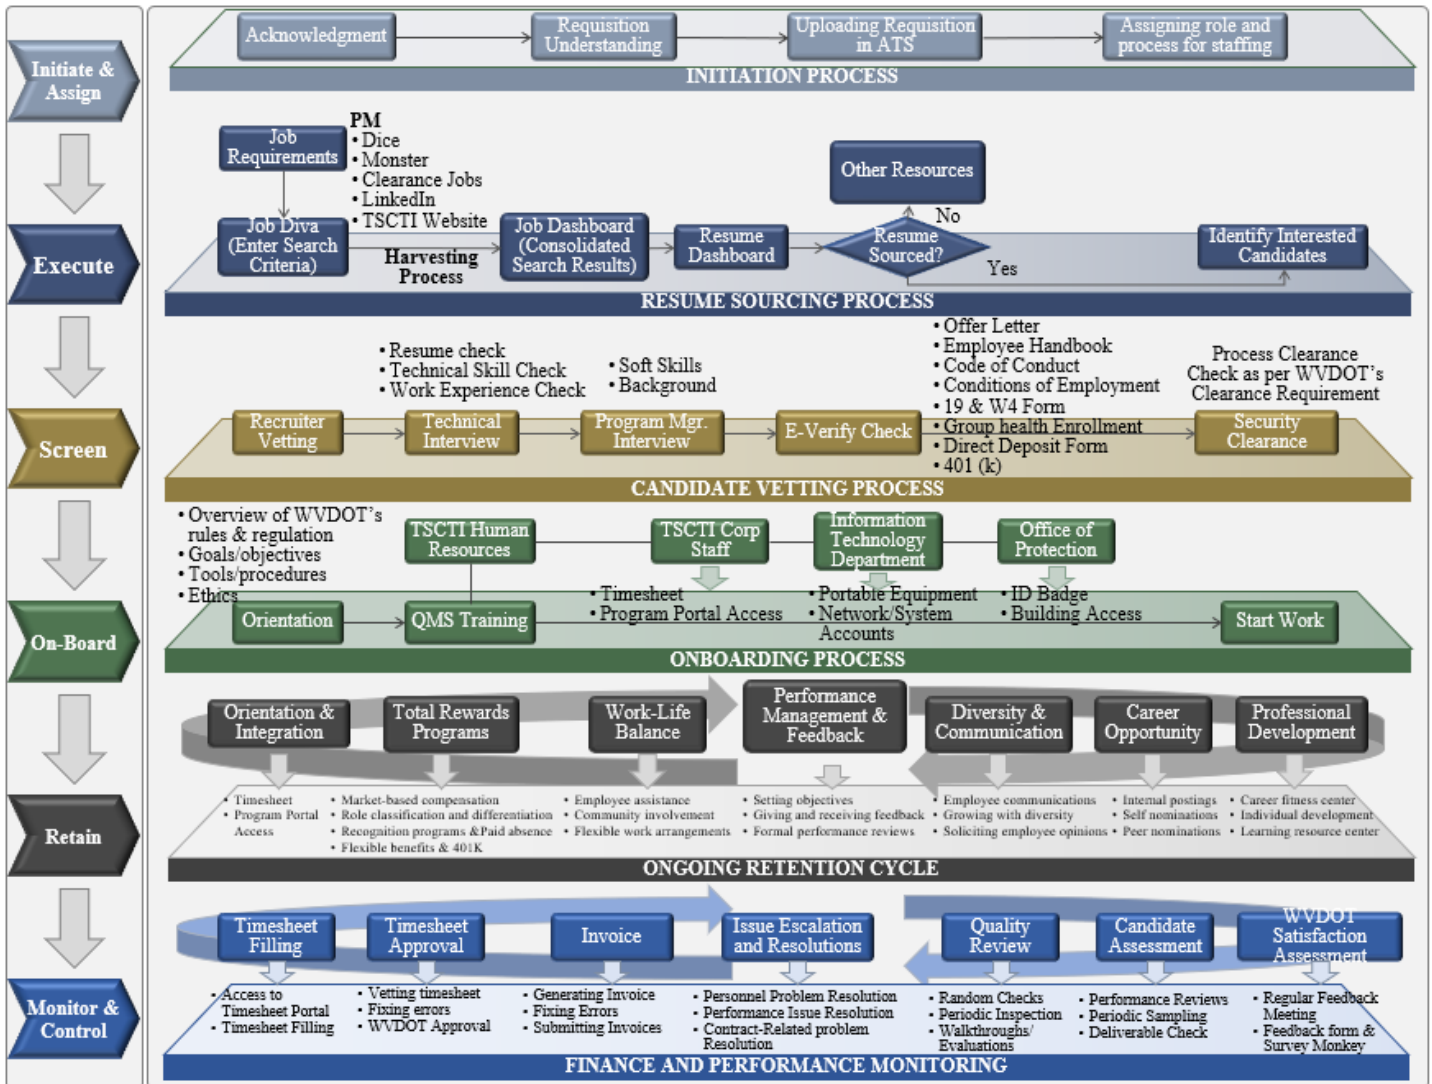 Initiate &
Assign
Acknowledgment
Requisition
Understanding
Uploading Requisition
in ATS
Assigning role and
process for staffing
INITIATION PROCESS
Execute
Job
Requirements
PM
• Dice
• Monster
• Clearance Jobs
• LinkedIn
• TSCTI Website
Job Diva
(Enter Search
Criteria)
Harvesting
Process
Job Dashboard
(Consolidated
Search Results)
Resume
Dashboard
Other Resources
No
Resume
Sourced?
Yes
Identify Interested
Candidates
RESUME SOURCING PROCESS
Screen
• Resume check
• Technical Skill Check
• Work Experience Check
• Soft Skills
• Background
• Offer Letter
• Employee Handbook
• Code of Conduct
• Conditions of Employment
• 19 & W4 Form
• Group health Enrollment
• Direct Deposit Form
• 401 (k)
Process Clearance
Check as per WVDOT’s
Clearance Requirement
Recruiter
Vetting
Technical
Interview
Program Mgr.
Interview
E-Verify Check
Security
Clearance
CANDIDATE VETTING PROCESS
On-Board
• Overview of WVDOT’s
rules & regulation
• Goals/objectives
• Tools/procedures
• Ethics
TSCTI Human
Resources
TSCTI Corp
Staff
Information
Technology
Department
Office of
Protection
• Timesheet
• Program Portal Access
• Portable Equipment
• Network/System
Accounts
• ID Badge
• Building Access
Orientation
QMS Training
Start Work
ONBOARDING PROCESS
Retain
Orientation &
Integration
Total Rewards
Programs
Work-Life
Balance
Performance
Management &
Feedback
Diversity &
Communication
Career
Opportunity
Professional
Development
• Timesheet
• Program Portal
Access
• Market-based compensation
• Role classification and differentiation
• Recognition programs &Paid absence
• Flexible benefits & 401K
• Employee assistance
• Community involvement
• Flexible work arrangements
• Setting objectives
• Giving and receiving feedback
• Formal performance reviews
• Employee communications
• Growing with diversity
• Soliciting employee opinions
• Internal postings
• Self nominations
• Peer nominations
• Career fitness center
• Individual development
• Learning resource center
ONGOING RETENTION CYCLE
Monitor &
Control
Timesheet
Filling
Timesheet
Approval
Invoice
Issue Escalation
and Resolutions
Quality
Review
Candidate
Assessment
WVDOT
Satisfaction
Assessment
• Access to
Timesheet Portal
• Timesheet Filling
• Vetting timesheet
• Fixing errors
• WVDOT Approval
• Generating Invoice
• Fixing Errors
• Submitting Invoices
• Personnel Problem Resolution
• Performance Issue Resolution
• Contract-Related problem
Resolution
• Random Checks
• Periodic Inspection
• Walkthroughs/
Evaluations
• Performance Reviews
• Periodic Sampling
• Deliverable Check
• Regular Feedback
Meeting
• Feedback form &
Survey Monkey
FINANCE AND PERFORMANCE MONITORING